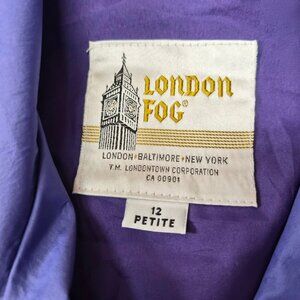 LONDON
FOG®
LONDON•BALTIMORE•NEW YORK
T.M. LONDONTOWN CORPORATION
CA 00901
12
PETITE